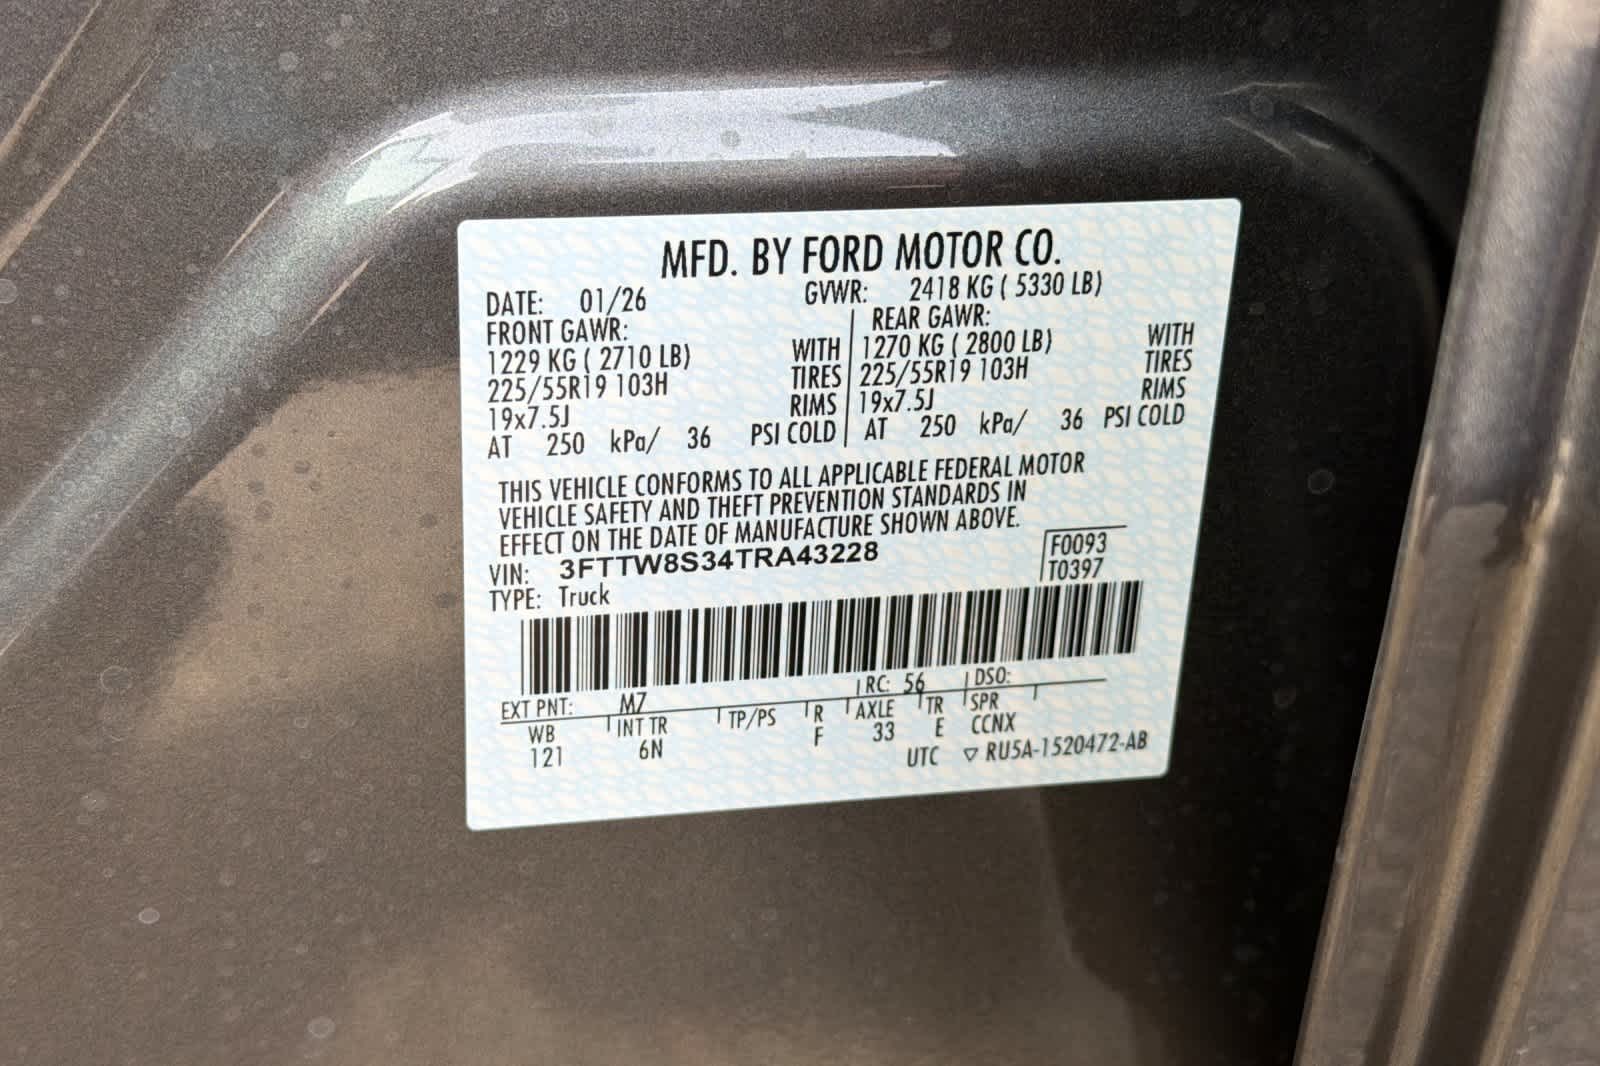 MFD. BY FORD MOTOR CO.
DATE: 01/26 GVWR: 2418 KG ( 5330 LB)
FRONT GAWR: REAR GAWR:
1229 KG ( 2710 LB) WITH 1270 KG ( 2800 LB) WITH
225/55R19 103H TIRES 225/55R19 103H TIRES
19x7.5J RIMS 19x7.5J RIMS
AT 250 kPa/ 36 PSI COLD AT 250 kPa/ 36 PSI COLD
THIS VEHICLE CONFORMS TO ALL APPLICABLE FEDERAL MOTOR
VEHICLE SAFETY AND THEFT PREVENTION STANDARDS IN
EFFECT ON THE DATE OF MANUFACTURE SHOWN ABOVE.
VIN: 3FTTW8S34TRA43228 F0093
TYPE: Truck T0397
EXT PNT: M7 RC: 56 DSO:
WB INT TR TP/PS R AXLE TR SPR
121 6N F 33 E CCNX
UTC ▽ RU5A-1520472-AB